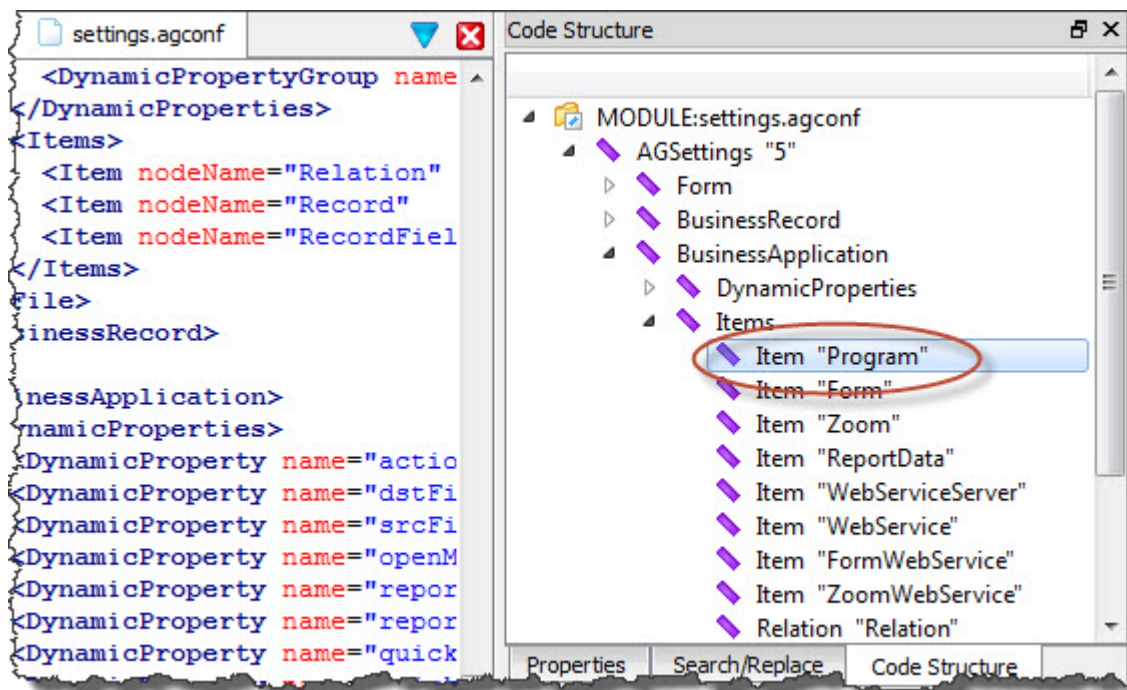 settings.agconf
<DynamicPropertyGroup name
</DynamicProperties>
<Items>
<Item nodeName="Relation"
<Item nodeName="Record"
<Item nodeName="RecordFiel
</Items>
File>
sinessRecord>
nessApplication>
ynamicProperties>
<DynamicProperty name="actio
<DynamicProperty name="dstFi
<DynamicProperty name="srcFi
<DynamicProperty name="openM
<DynamicProperty name="repor
<DynamicProperty name="repor
<DynamicProperty name="quick
Code Structure
MODULE:settings.agconf
AGSettings "5"
Form
BusinessRecord
BusinessApplication
DynamicProperties
Items
Item "Program"
Item "Form"
Item "Zoom"
Item "ReportData"
Item "WebServiceServer"
Item "WebService"
Item "FormWebService"
Item "ZoomWebService"
Relation "Relation"
Properties Search/Replace Code Structure